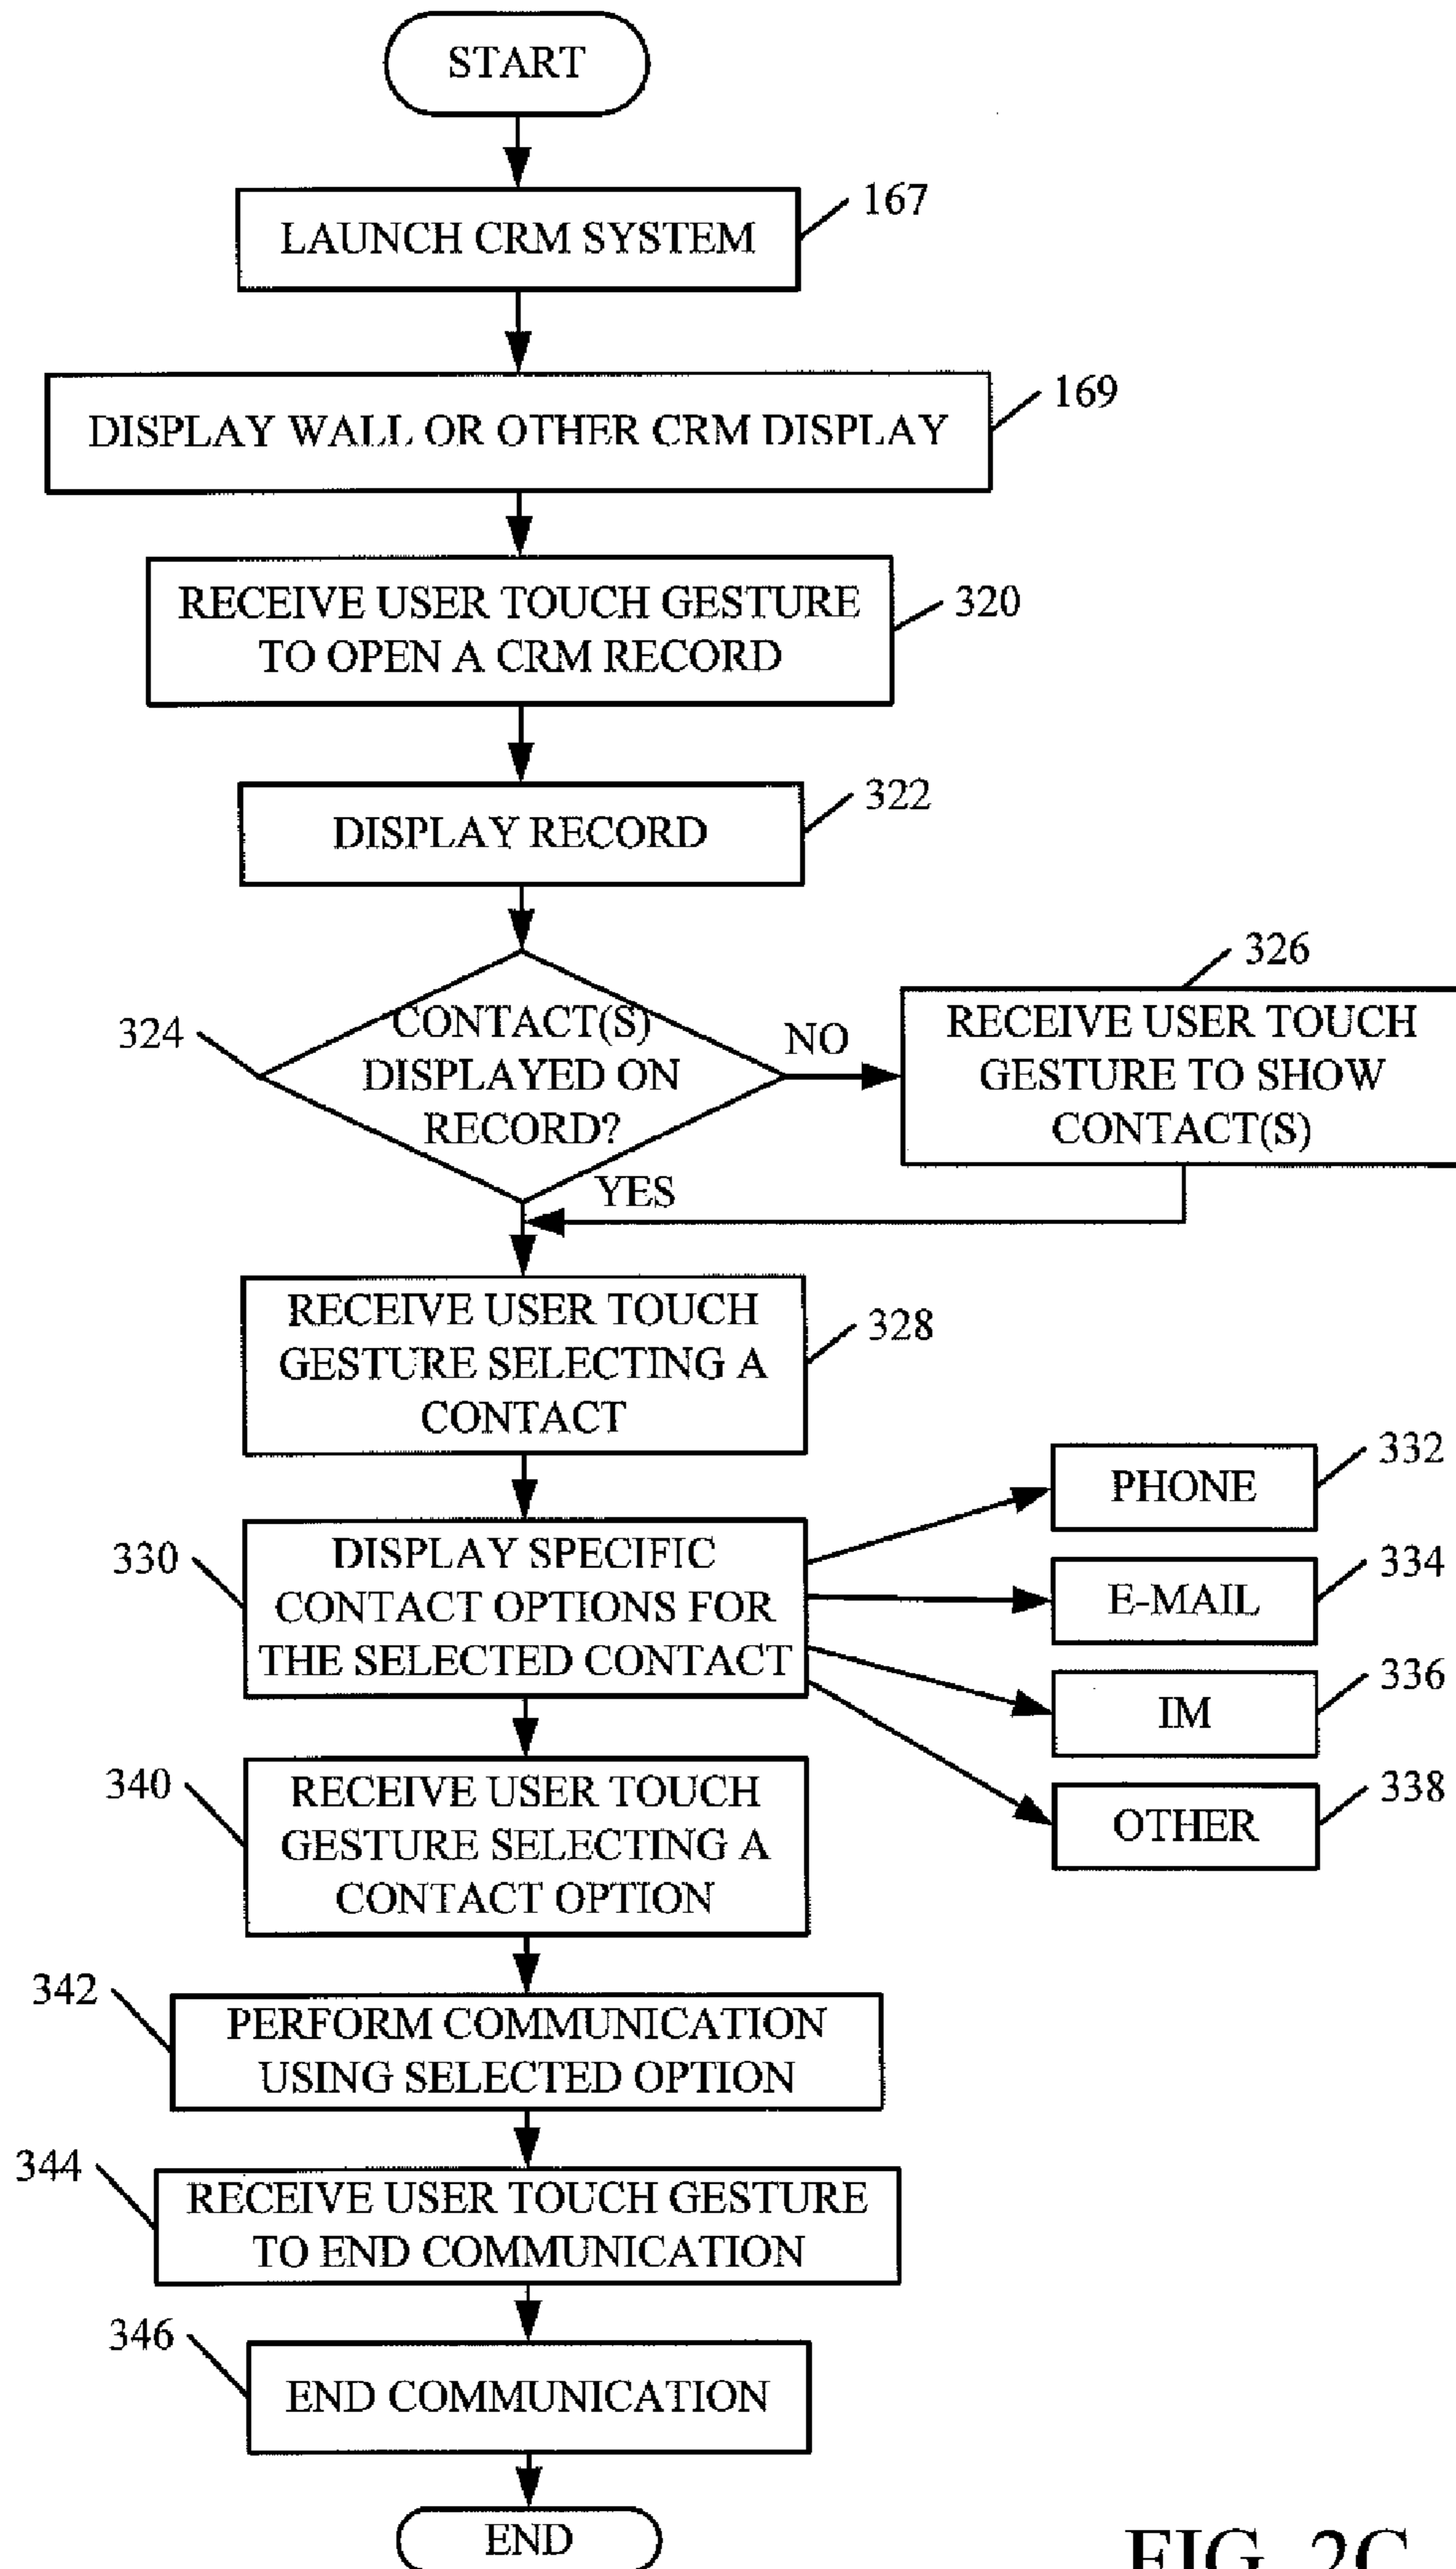 START
LAUNCH CRM SYSTEM
167
DISPLAY WALL OR OTHER CRM DISPLAY
169
RECEIVE USER TOUCH GESTURE
TO OPEN A CRM RECORD
320
DISPLAY RECORD
322
324
CONTACT(S)
DISPLAYED ON
RECORD?
NO
YES
326
RECEIVE USER TOUCH
GESTURE TO SHOW
CONTACT(S)
RECEIVE USER TOUCH
GESTURE SELECTING A
CONTACT
328
330
DISPLAY SPECIFIC
CONTACT OPTIONS FOR
THE SELECTED CONTACT
PHONE
332
E-MAIL
334
IM
336
OTHER
338
340
RECEIVE USER TOUCH
GESTURE SELECTING A
CONTACT OPTION
342
PERFORM COMMUNICATION
USING SELECTED OPTION
344
RECEIVE USER TOUCH GESTURE
TO END COMMUNICATION
346
END COMMUNICATION
END
FIG. 2C